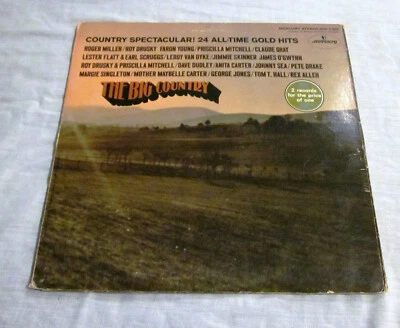 COUNTRY SPECTACULAR! 24 ALL-TIME GOLD HITS
ROGER MILLER/ROY DRUSKY FARON YOUNG/PRISCILLA MITCHELL/CLAUDE GRAY
LESTER FLATT & EARL SCRUGGS/LEROY VAN DYKE/JIMMIE SKINNER JAMES O'GWYNN
ROY DRUSKY & PRISCILLA MITCHELL/DAVE DUDLEY/ANITA CARTER/JOHNNY SEA/PETE DRAKE
MARGIE SINGLETON/MOTHER MAYBELLE CARTER/GEORGE JONES/TOM T. HALL/REX ALLEN
THE BIG COUNTRY
2 records for the price of one
mercury